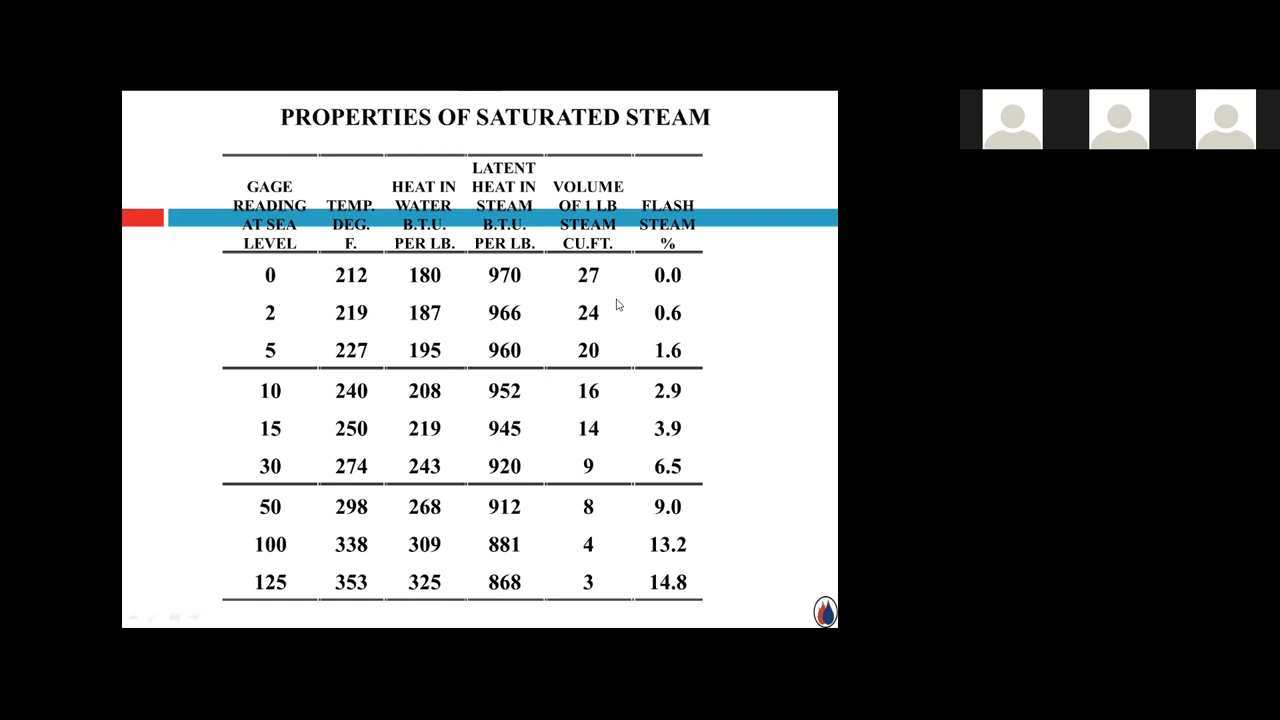 PROPERTIES OF SATURATED STEAM
GAGE READING AT SEA LEVEL TEMP. DEG. F. HEAT IN WATER B.T.U. PER LB. LATENT HEAT IN STEAM B.T.U. PER LB. VOLUME OF 1 LB STEAM CU.FT. FLASH STEAM %
0 212 180 970 27 0.0
2 219 187 966 24 0.6
5 227 195 960 20 1.6
10 240 208 952 16 2.9
15 250 219 945 14 3.9
30 274 243 920 9 6.5
50 298 268 912 8 9.0
100 338 309 881 4 13.2
125 353 325 868 3 14.8